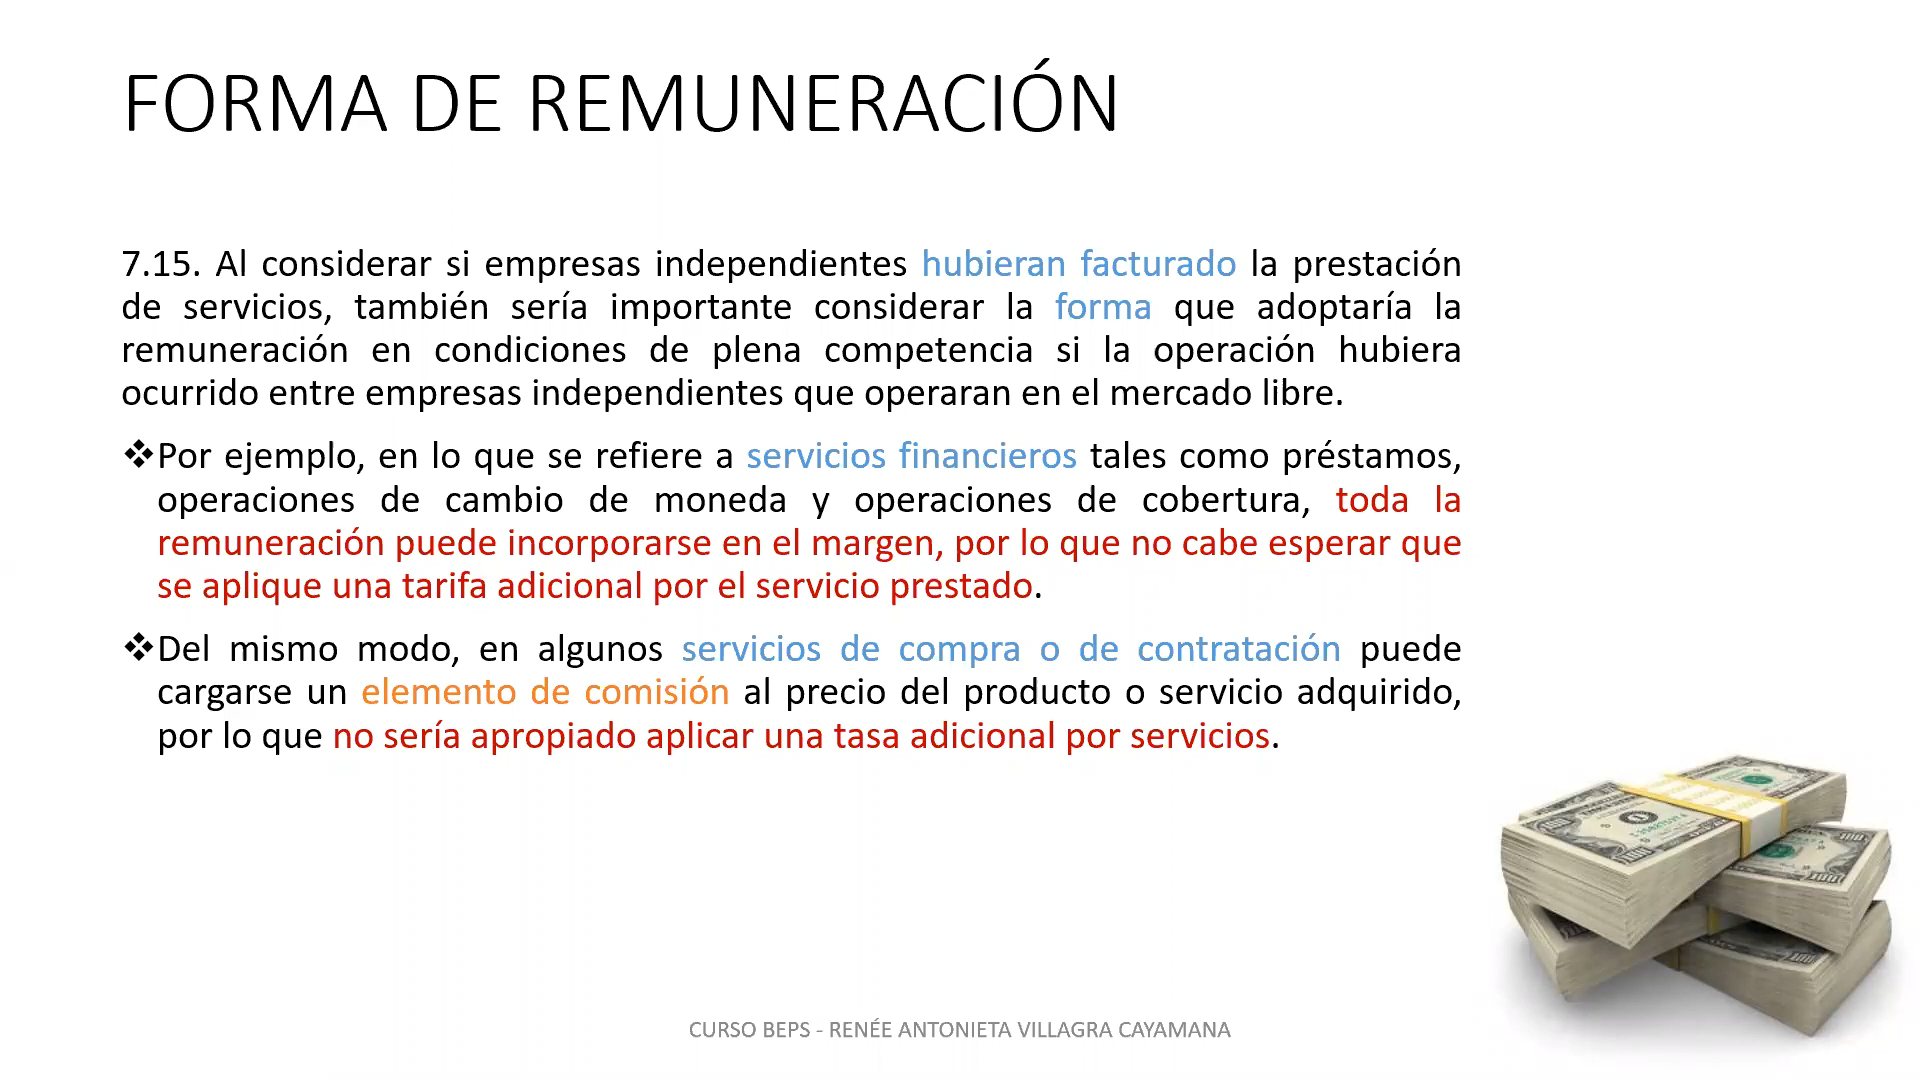 FORMA DE REMUNERACIÓN
7.15. Al considerar si empresas independientes hubieran facturado la prestación
de servicios, también sería importante considerar la forma que adoptaría la
remuneración en condiciones de plena competencia si la operación hubiera
ocurrido entre empresas independientes que operaran en el mercado libre.
❖Por ejemplo, en lo que se refiere a servicios financieros tales como préstamos,
operaciones de cambio de moneda y operaciones de cobertura, toda la
remuneración puede incorporarse en el margen, por lo que no cabe esperar que
se aplique una tarifa adicional por el servicio prestado.
❖Del mismo modo, en algunos servicios de compra o de contratación puede
cargarse un elemento de comisión al precio del producto o servicio adquirido,
por lo que no sería apropiado aplicar una tasa adicional por servicios.
CURSO BEPS - RENÉE ANTONIETA VILLAGRA CAYAMANA